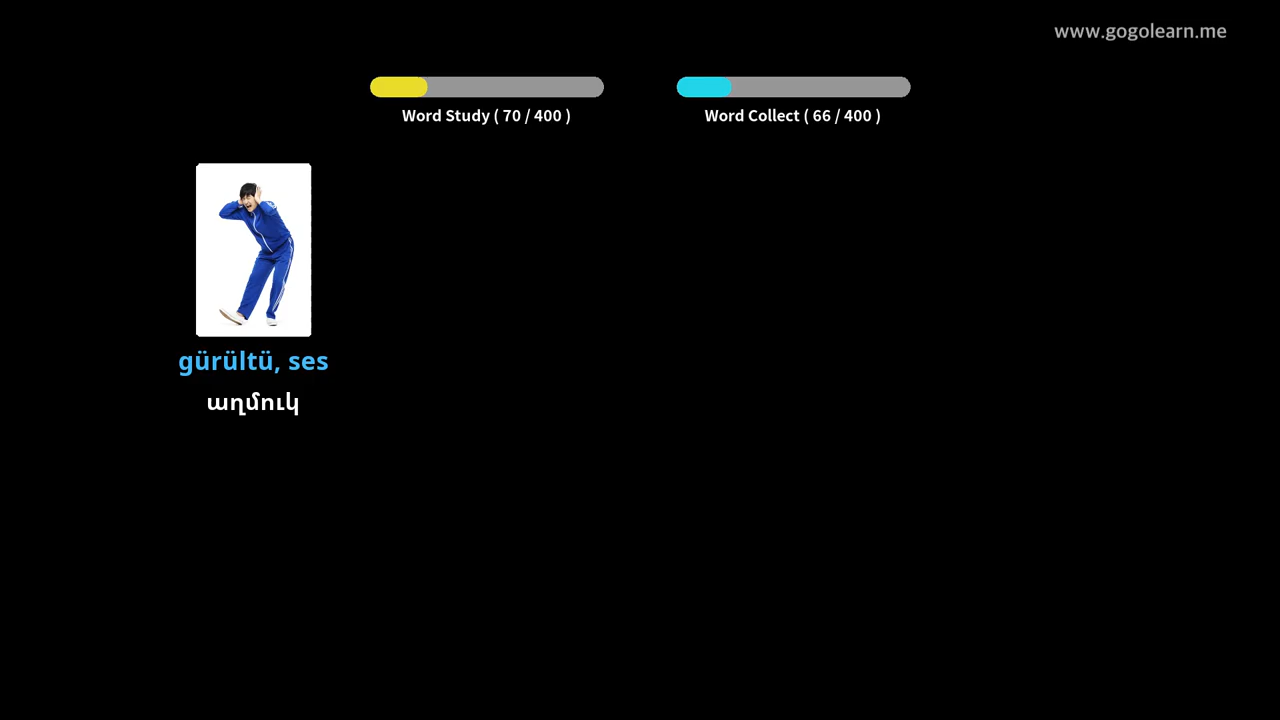 www.gogolearn.me
Word Study ( 70 / 400 )
Word Collect ( 66 / 400 )
gürültü, ses
աղմուկ